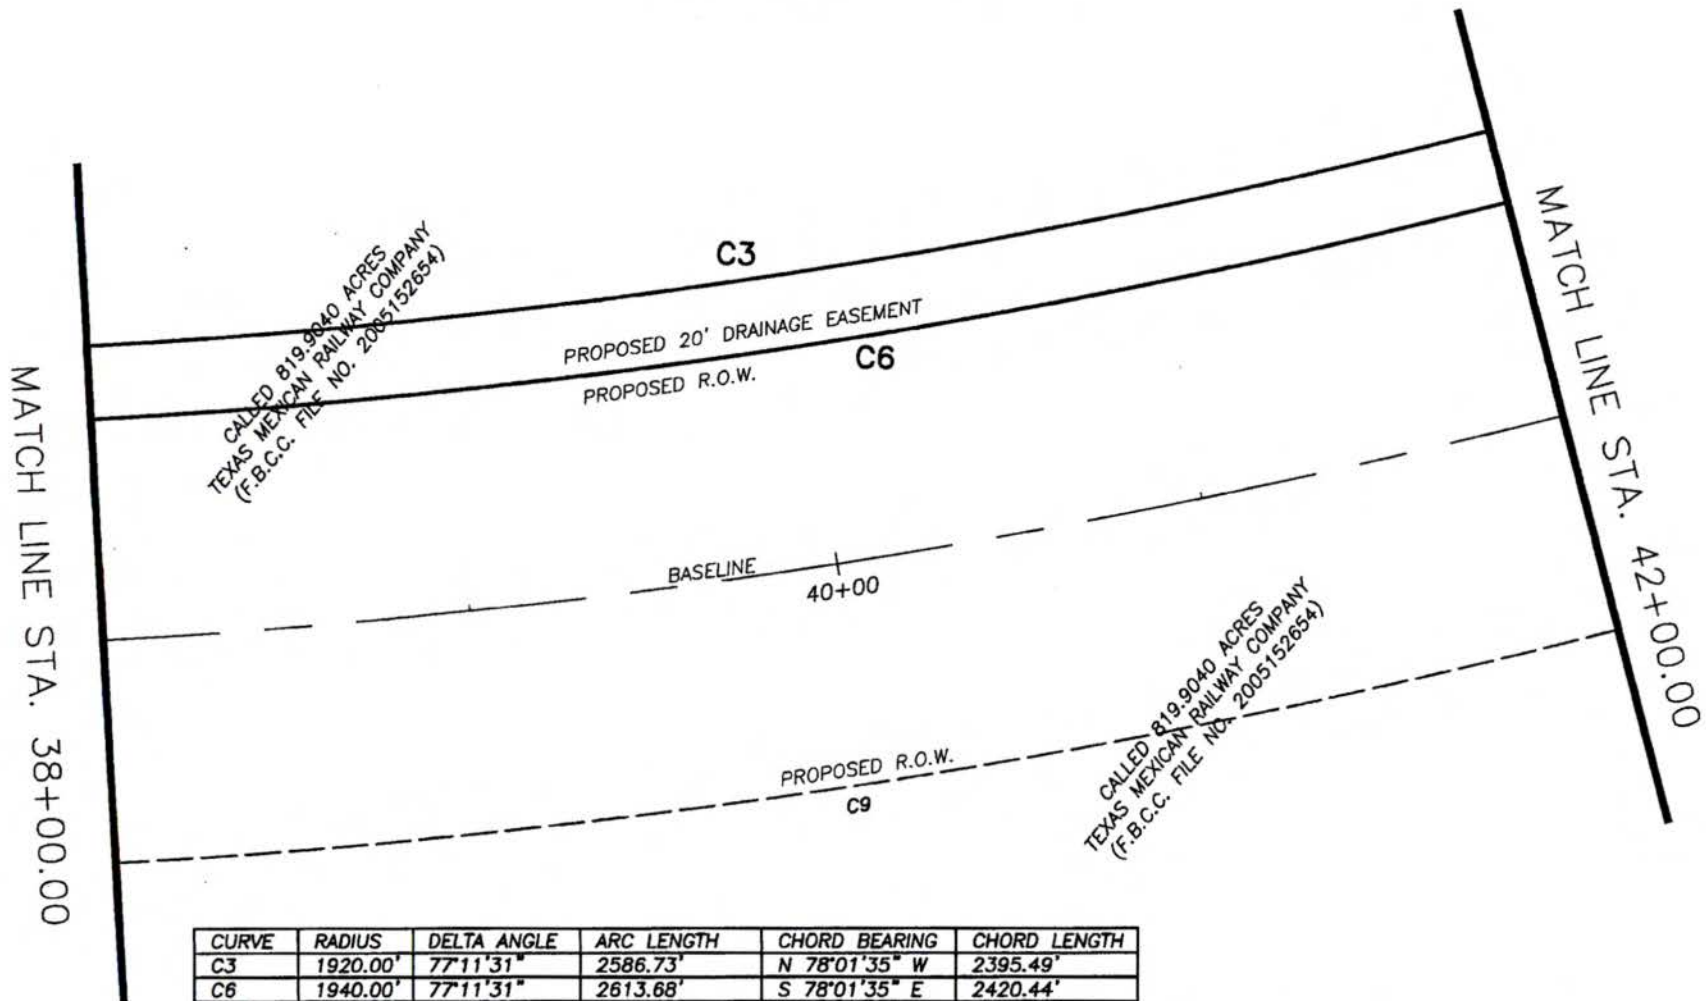 MATCH LINE STA. 38+00.00
CALLED 819.9040 ACRES
TEXAS MEXICAN RAILWAY COMPANY
(F.B.C.C. FILE NO. 2005152654)
C3
PROPOSED 20' DRAINAGE EASEMENT
C6
PROPOSED R.O.W.
MATCH LINE STA. 42+00.00
BASELINE
40+00
CALLED 819.9040 ACRES
TEXAS MEXICAN RAILWAY COMPANY
(F.B.C.C. FILE NO. 2005152654)
PROPOSED R.O.W.
C9
CURVE RADIUS DELTA ANGLE ARC LENGTH CHORD BEARING CHORD LENGTH
C3 1920.00' 77°11'31" 2586.73' N 78°01'35" W 2395.49'
C6 1940.00' 77°11'31" 2613.68' S 78°01'35" E 2420.44'